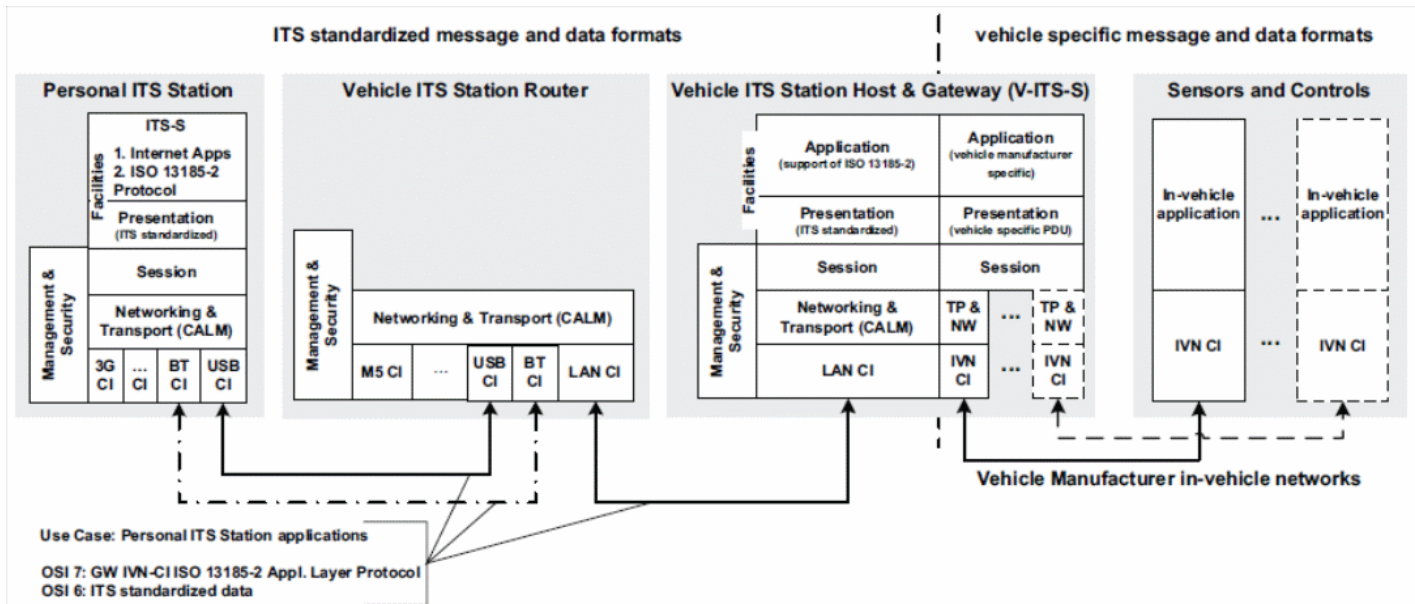 ITS standardized message and data formats
vehicle specific message and data formats
Personal ITS Station
ITS-S
1. Internet Apps
2. ISO 13185-2
Protocol
Facilities
Presentation
(ITS standardized)
Management &
Security
Session
Networking &
Transport (CALM)
3G
CI
...
CI
BT
CI
USB
CI
Vehicle ITS Station Router
Management &
Security
Networking & Transport (CALM)
M5 CI
...
USB
CI
BT
CI
LAN CI
Vehicle ITS Station Host & Gateway (V-ITS-S)
Facilities
Application
(support of ISO 13185-2)
Application
(vehicle manufacturer
specific)
Presentation
(ITS standardized)
Presentation
(vehicle specific PDU)
Management &
Security
Session
Session
Networking &
Transport (CALM)
TP &
NW
...
TP &
NW
LAN CI
IVN
CI
...
IVN
CI
Sensors and Controls
In-vehicle
application
...
In-vehicle
application
IVN CI
...
IVN CI
Vehicle Manufacturer in-vehicle networks
Use Case: Personal ITS Station applications
OSI 7: GW IVN-CI ISO 13185-2 Appl. Layer Protocol
OSI 6: ITS standardized data